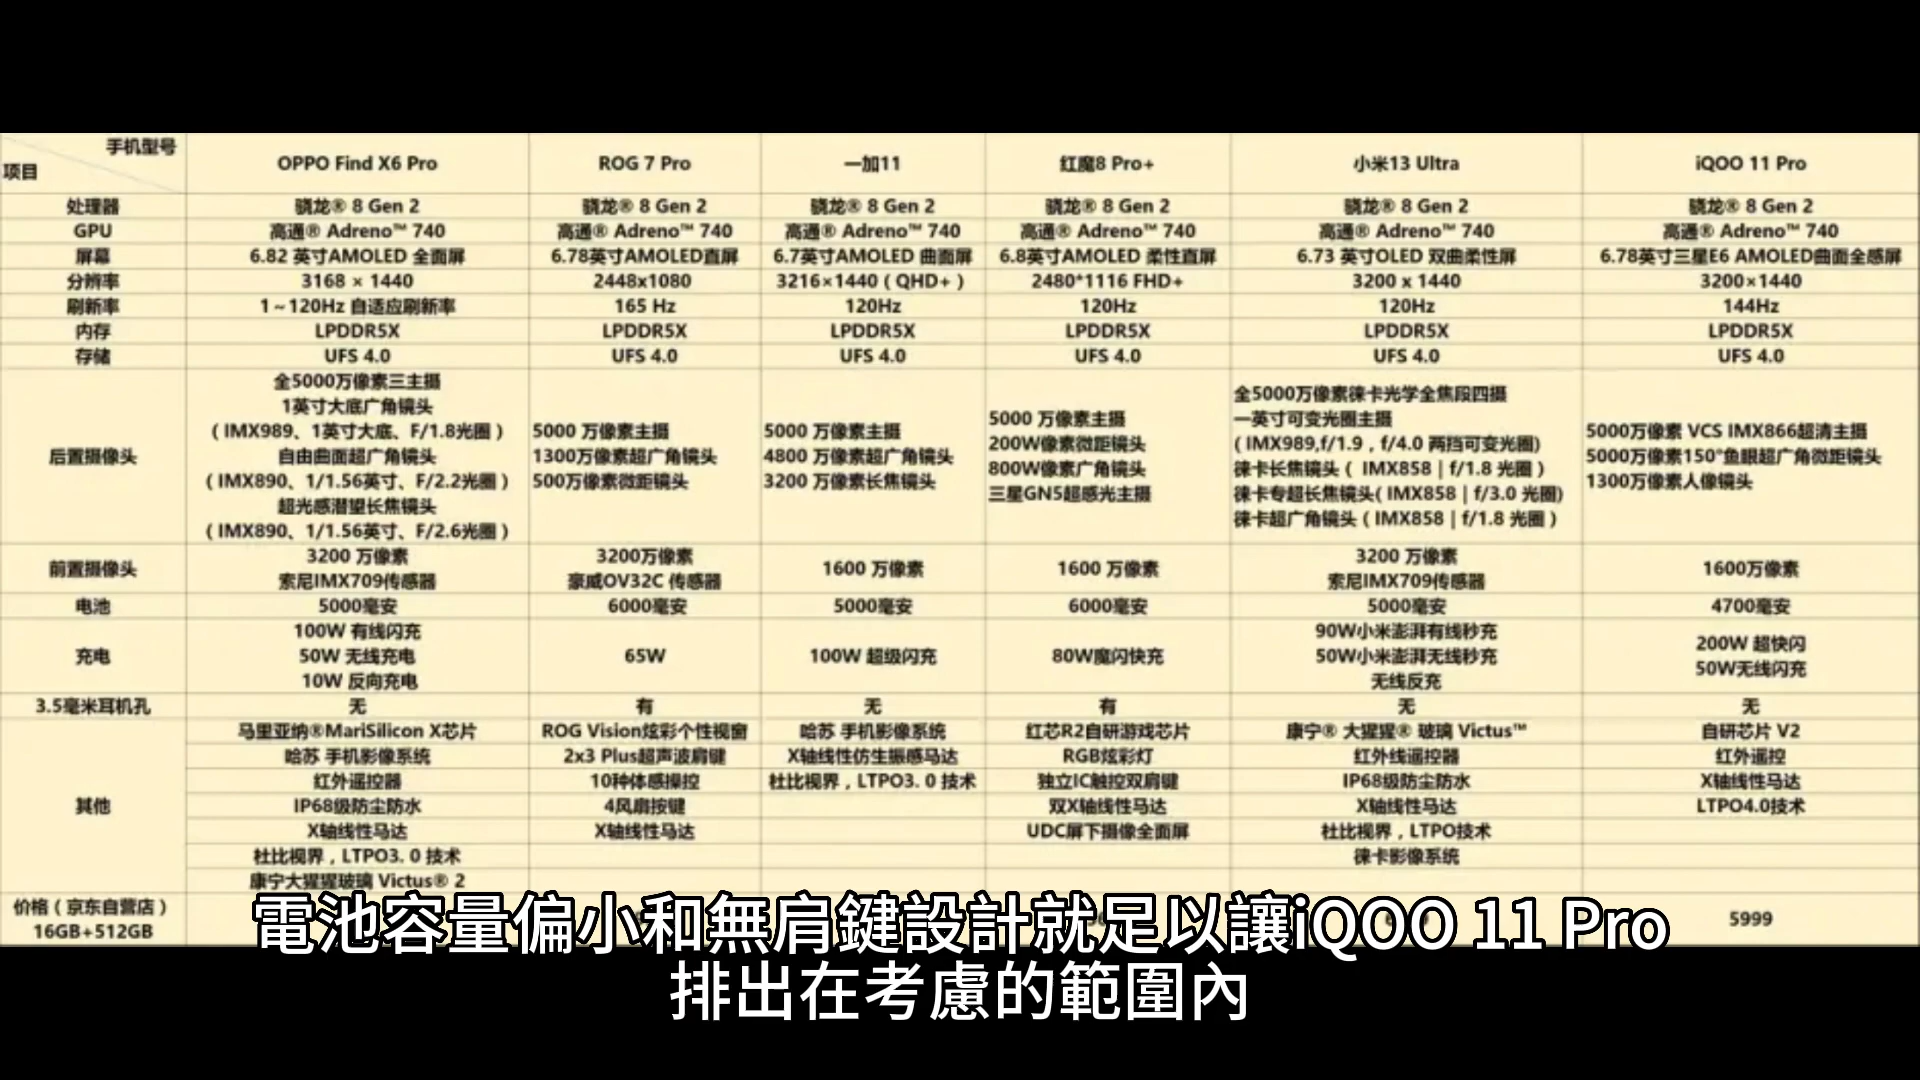 手机型号
项目
OPPO Find X6 Pro
ROG 7 Pro
一加11
红魔8 Pro+
小米13 Ultra
iQOO 11 Pro
处理器
骁龙® 8 Gen 2
骁龙® 8 Gen 2
骁龙® 8 Gen 2
骁龙® 8 Gen 2
骁龙® 8 Gen 2
骁龙® 8 Gen 2
GPU
高通® Adreno™ 740
高通® Adreno™ 740
高通® Adreno™ 740
高通® Adreno™ 740
高通® Adreno™ 740
高通® Adreno™ 740
屏幕
6.82 英寸AMOLED 全面屏
6.78英寸AMOLED直屏
6.7英寸AMOLED 曲面屏
6.8英寸AMOLED 柔性直屏
6.73 英寸OLED 双曲柔性屏
6.78英寸三星E6 AMOLED曲面全感屏
分辨率
3168 × 1440
2448x1080
3216×1440（QHD+）
2480*1116 FHD+
3200 x 1440
3200×1440
刷新率
1～120Hz 自适应刷新率
165 Hz
120Hz
120Hz
120Hz
144Hz
内存
LPDDR5X
LPDDR5X
LPDDR5X
LPDDR5X
LPDDR5X
LPDDR5X
存储
UFS 4.0
UFS 4.0
UFS 4.0
UFS 4.0
UFS 4.0
UFS 4.0
后置摄像头
全5000万像素三主摄
1英寸大底广角镜头
（IMX989、1英寸大底、F/1.8光圈）
自由曲面超广角镜头
（IMX890、1/1.56英寸、F/2.2光圈）
超光感潜望长焦镜头
（IMX890、1/1.56英寸、F/2.6光圈）
5000 万像素主摄
1300万像素超广角镜头
500万像素微距镜头
5000 万像素主摄
4800 万像素超广角镜头
3200 万像素长焦镜头
5000 万像素主摄
200W像素微距镜头
800W像素广角镜头
三星GN5超感光主摄
全5000万像素徕卡光学全焦段四摄
一英寸可变光圈主摄
(IMX989,f/1.9，f/4.0 两挡可变光圈)
徕卡长焦镜头（ IMX858 | f/1.8 光圈 ）
徕卡专超长焦镜头( IMX858 | f/3.0 光圈)
徕卡超广角镜头（ IMX858 | f/1.8 光圈 ）
5000万像素 VCS IMX866超清主摄
5000万像素150°鱼眼超广角微距镜头
1300万像素人像镜头
前置摄像头
3200 万像素
索尼IMX709传感器
3200万像素
豪威OV32C 传感器
1600 万像素
1600 万像素
3200 万像素
索尼IMX709传感器
1600万像素
电池
5000毫安
6000毫安
5000毫安
6000毫安
5000毫安
4700毫安
充电
100W 有线闪充
50W 无线充电
10W 反向充电
65W
100W 超级闪充
80W魔闪快充
90W小米澎湃有线秒充
50W小米澎湃无线秒充
无线反充
200W 超快闪
50W无线闪充
3.5毫米耳机孔
无
有
无
有
无
无
其他
马里亚纳®MariSilicon X芯片
哈苏 手机影像系统
红外遥控器
IP68级防尘防水
X轴线性马达
杜比视界，LTPO3. 0 技术
康宁大猩猩玻璃 Victus® 2
ROG Vision炫彩个性视窗
2x3 Plus超声波肩键
10种体感操控
4风扇按键
X轴线性马达
哈苏 手机影像系统
X轴线性仿生振感马达
杜比视界，LTPO3. 0 技术
红芯R2自研游戏芯片
RGB炫彩灯
独立IC触控双肩键
双X轴线性马达
UDC屏下摄像全面屏
康宁® 大猩猩® 玻璃 Victus™
红外线遥控器
IP68级防尘防水
X轴线性马达
杜比视界，LTPO技术
徕卡影像系统
自研芯片 V2
红外遥控
X轴线性马达
LTPO4.0技术
价格（京东自营店）
16GB+512GB
5999
電池容量偏小和無肩鍵設計就足以讓iQOO 11 Pro
排出在考慮的範圍內